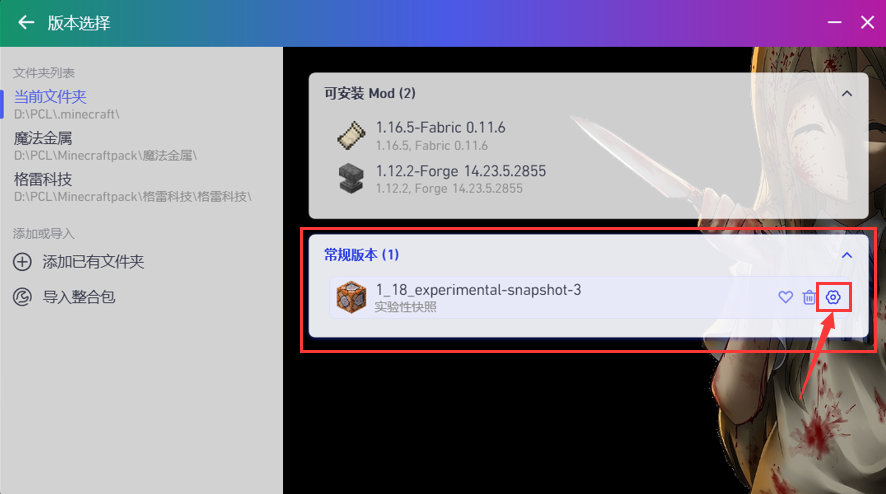 版本选择
文件夹列表
当前文件夹
D:\PCL\.minecraft\
魔法金属
D:\PCL\Minecraftpack\魔法金属\
格雷科技
D:\PCL\Minecraftpack\格雷科技\格雷科技\
添加或导入
添加已有文件夹
导入整合包
可安装 Mod (2)
1.16.5-Fabric 0.11.6
1.16.5, Fabric 0.11.6
1.12.2-Forge 14.23.5.2855
1.12.2, Forge 14.23.5.2855
常规版本 (1)
1_18_experimental-snapshot-3
实验性快照